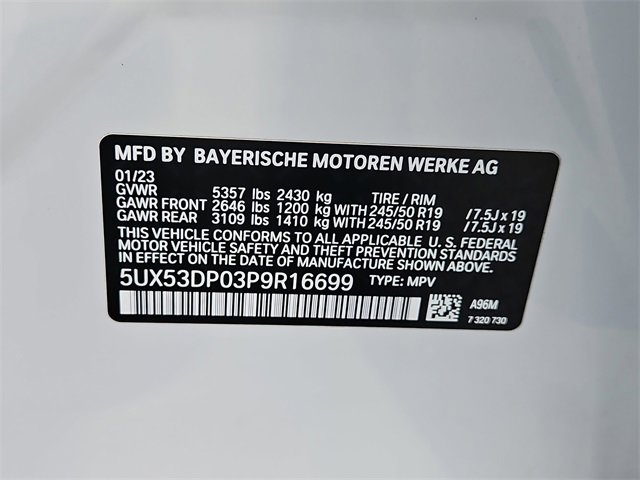 MFD BY BAYERISCHE MOTOREN WERKE AG
01/23
GVWR 5357 lbs 2430 kg TIRE / RIM
GAWR FRONT 2646 lbs 1200 kg WITH 245/50 R19 /7.5J x 19
GAWR REAR 3109 lbs 1410 kg WITH 245/50 R19 /7.5J x 19
THIS VEHICLE CONFORMS TO ALL APPLICABLE U. S. FEDERAL
MOTOR VEHICLE SAFETY, BUMPER, AND THEFT PREVENTION STANDARDS
IN EFFECT ON THE DATE OF MANUFACTURE SHOWN ABOVE.
5UX53DP03P9R16699 TYPE: MPV
A96M
7 320 730